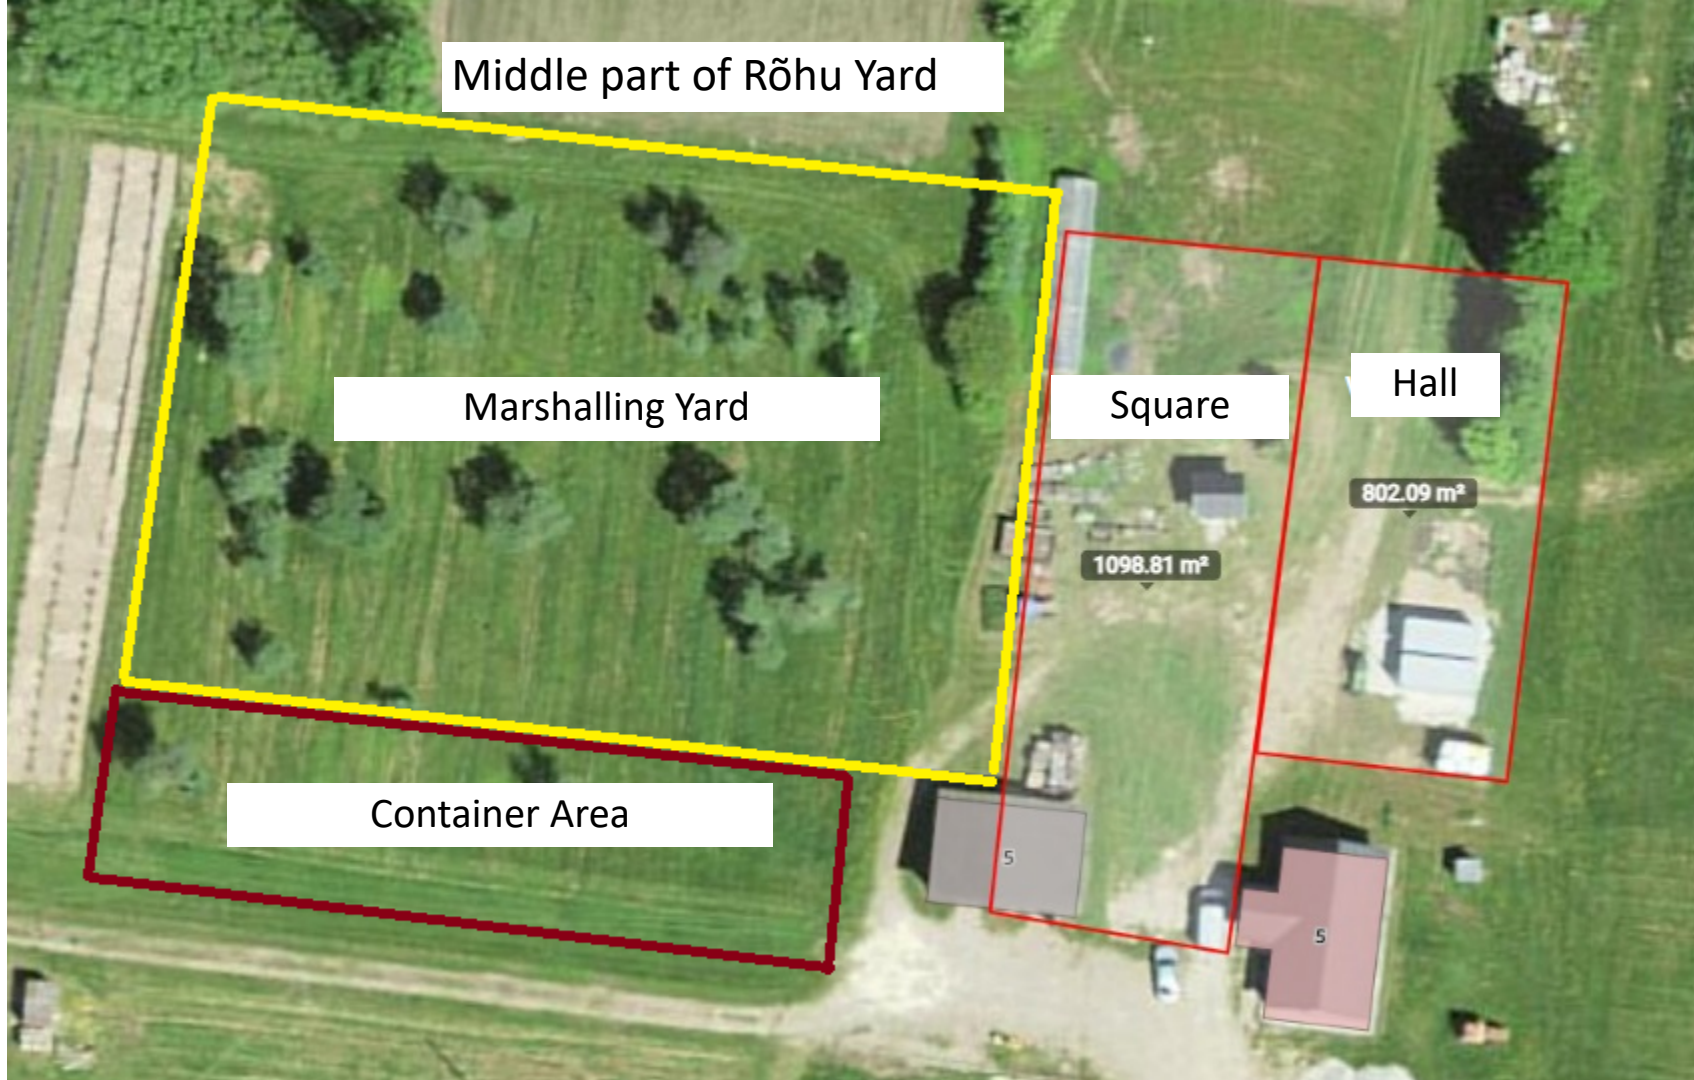 Middle part of Rõhu Yard
Marshalling Yard
Square
Hall
802.09 m²
1098.81 m²
Container Area
5
5